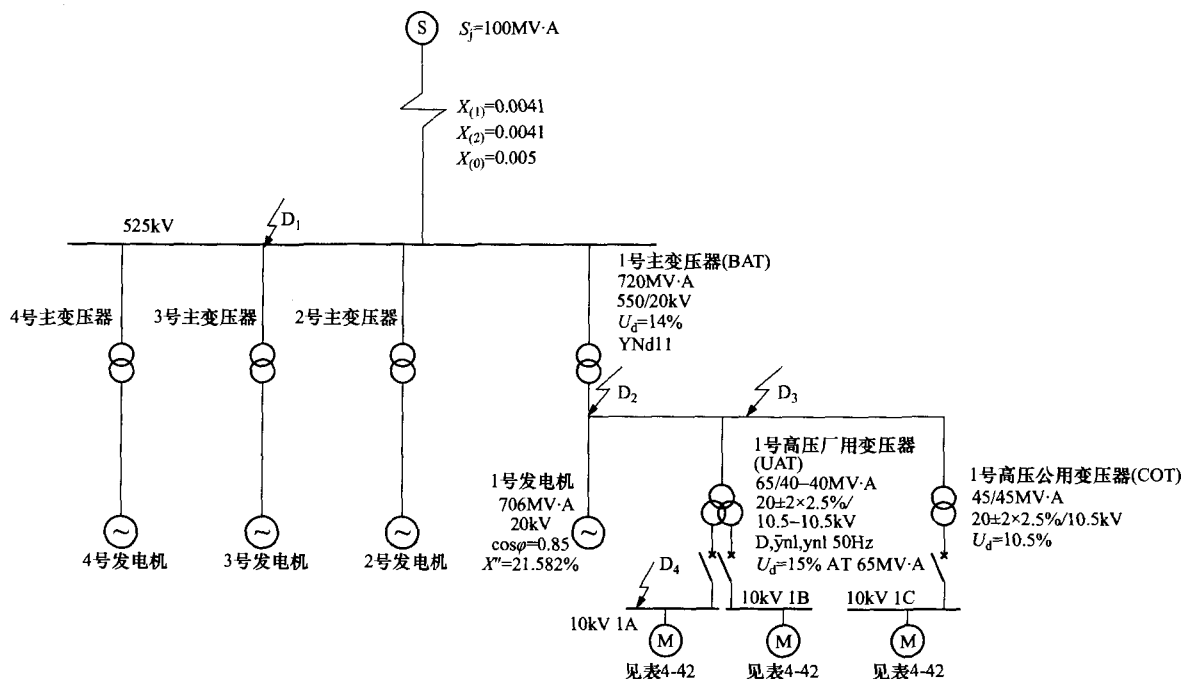 S
Sj=100MV·A
X(1)=0.0041
X(2)=0.0041
X(0)=0.005
525kV
D1
1号主变压器(BAT)
720MV·A
550/20kV
Ud=14%
YNd11
4号主变压器
3号主变压器
2号主变压器
D2
D3
1号发电机
706MV·A
20kV
cosφ=0.85
X″=21.582%
1号高压厂用变压器
(UAT)
65/40–40MV·A
20±2×2.5%/
10.5–10.5kV
D,ȳnl,ynl 50Hz
Ud=15% AT 65MV·A
1号高压公用变压器(COT)
45/45MV·A
20±2×2.5%/10.5kV
Ud=10.5%
~
~
~
~
4号发电机
3号发电机
2号发电机
D4
10kV 1A
10kV 1B
10kV 1C
M
M
M
见表4-42
见表4-42
见表4-42